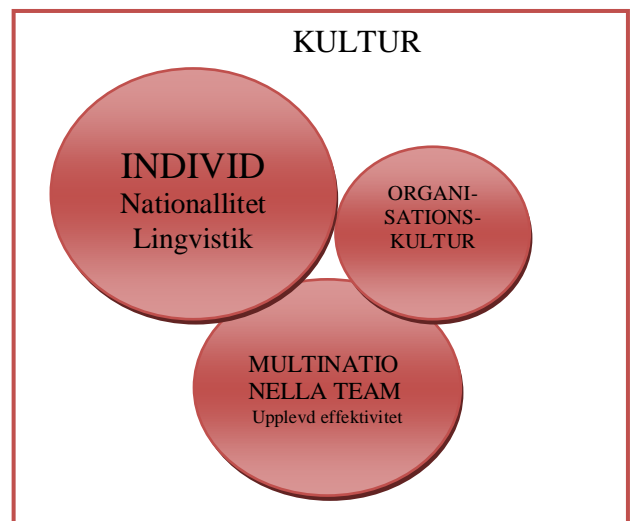 KULTUR
INDIVID
Nationallitet
Lingvistik
ORGANI-
SATIONS-
KULTUR
MULTINATIO
NELLA TEAM
Upplevd effektivitet